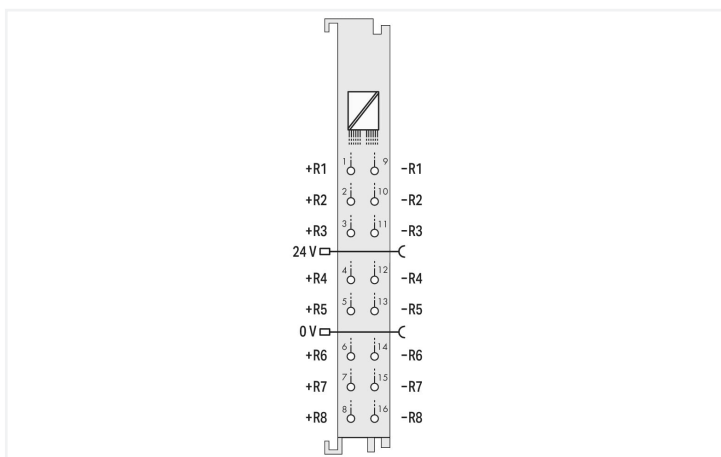 +R1 1 9 -R1
+R2 2 10 -R2
+R3 3 11 -R3
24 V
+R4 4 12 -R4
+R5 5 13 -R5
0 V
+R6 6 14 -R6
+R7 7 15 -R7
+R8 8 16 -R8